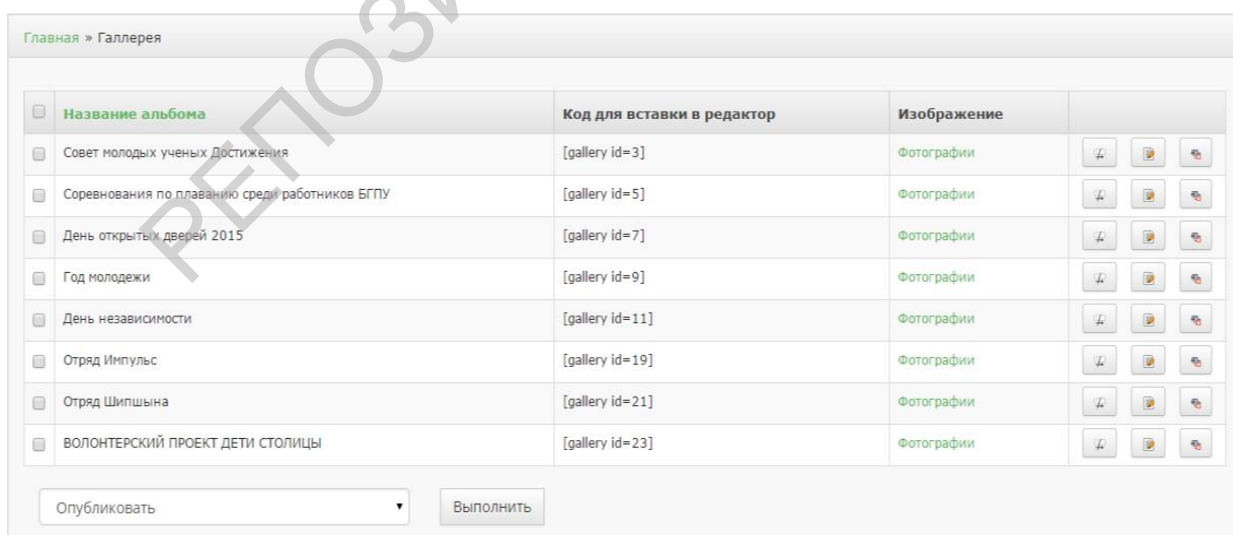 Главная » Галлерея
Название альбома Код для вставки в редактор Изображение
Совет молодых ученых Достижения [gallery id=3] Фотографии
Соревнования по плаванию среди работников БГПУ [gallery id=5] Фотографии
День открытых дверей 2015 [gallery id=7] Фотографии
Год молодежи [gallery id=9] Фотографии
День независимости [gallery id=11] Фотографии
Отряд Импульс [gallery id=19] Фотографии
Отряд Шипшына [gallery id=21] Фотографии
ВОЛОНТЕРСКИЙ ПРОЕКТ ДЕТИ СТОЛИЦЫ [gallery id=23] Фотографии
Опубликовать Выполнить